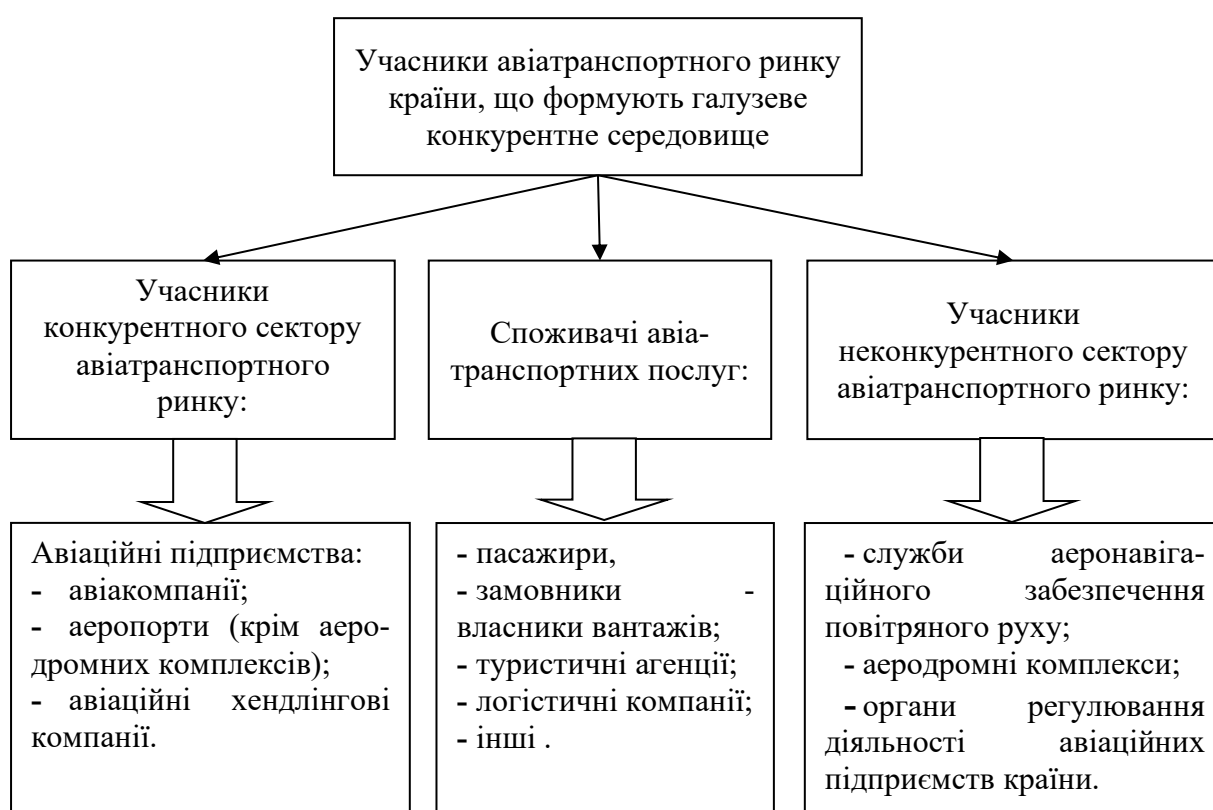 Учасники авіатранспортного ринку
країни, що формують галузеве
конкурентне середовище
Учасники
конкурентного сектору
авіатранспортного
ринку:
Споживачі авіа-
транспортних послуг:
Учасники
неконкурентного сектору
авіатранспортного ринку:
Авіаційні підприємства:
- авіакомпанії;
- аеропорти (крім аеро-
дромних комплексів);
- авіаційні хендлінгові
компанії.
- пасажири,
- замовники -
власники вантажів;
- туристичні агенції;
- логістичні компанії;
- інші .
- служби аеронавіга-
ційного забезпечення
повітряного руху;
- аеродромні комплекси;
- органи регулювання
діяльності авіаційних
підприємств країни.